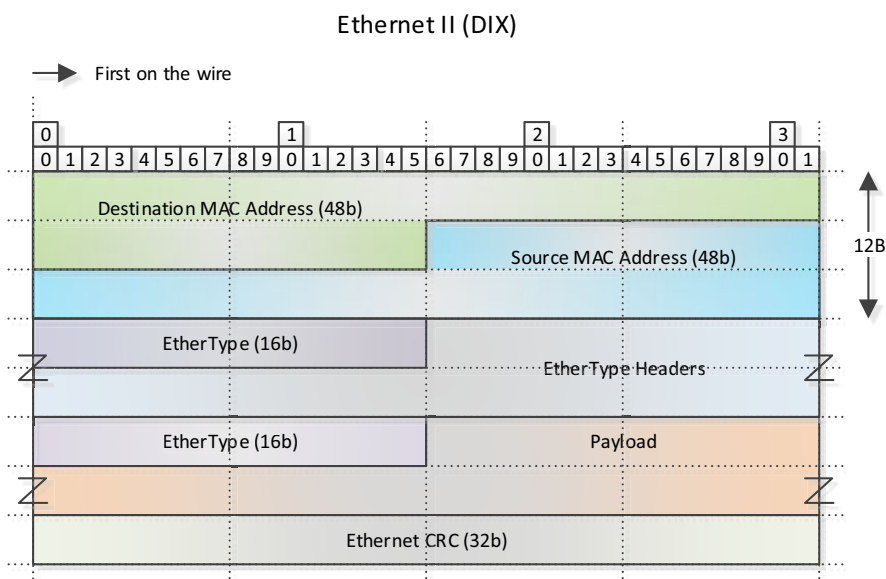 Ethernet II (DIX)
First on the wire
0 1 2 3
0 1 2 3 4 5 6 7 8 9 0 1 2 3 4 5 6 7 8 9 0 1 2 3 4 5 6 7 8 9 0 1
Destination MAC Address (48b)
12B
Source MAC Address (48b)
EtherType (16b)
EtherType Headers
EtherType (16b) Payload
Ethernet CRC (32b)